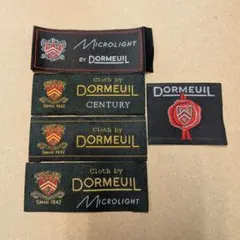 MICROLIGHT
BY DORMEUIL
Cloth by
DORMEUIL
CENTURY
Since 1842
Cloth by
DORMEUIL
Since 1842
Cloth by
DORMEUIL
MICROLIGHT
Since 1842
DORMEUIL